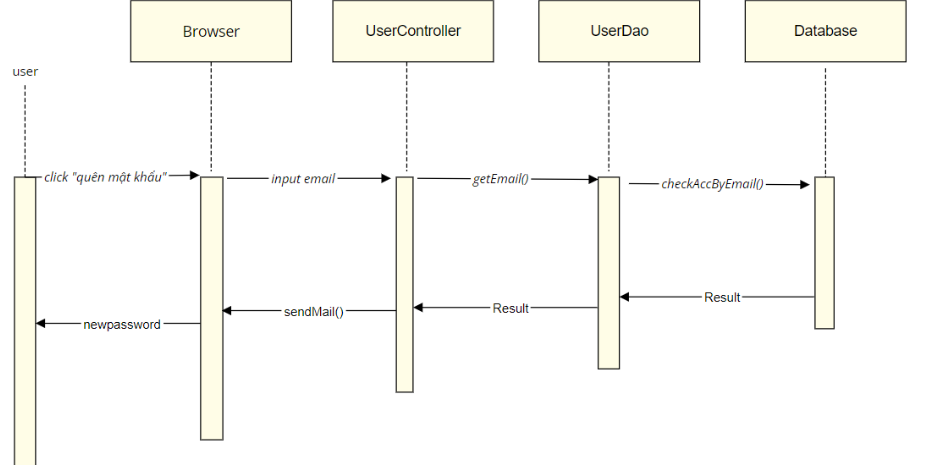 Browser
UserController
UserDao
Database
user
click "quên mật khẩu"
input email
getEmail()
checkAccByEmail()
Result
Result
sendMail()
newpassword